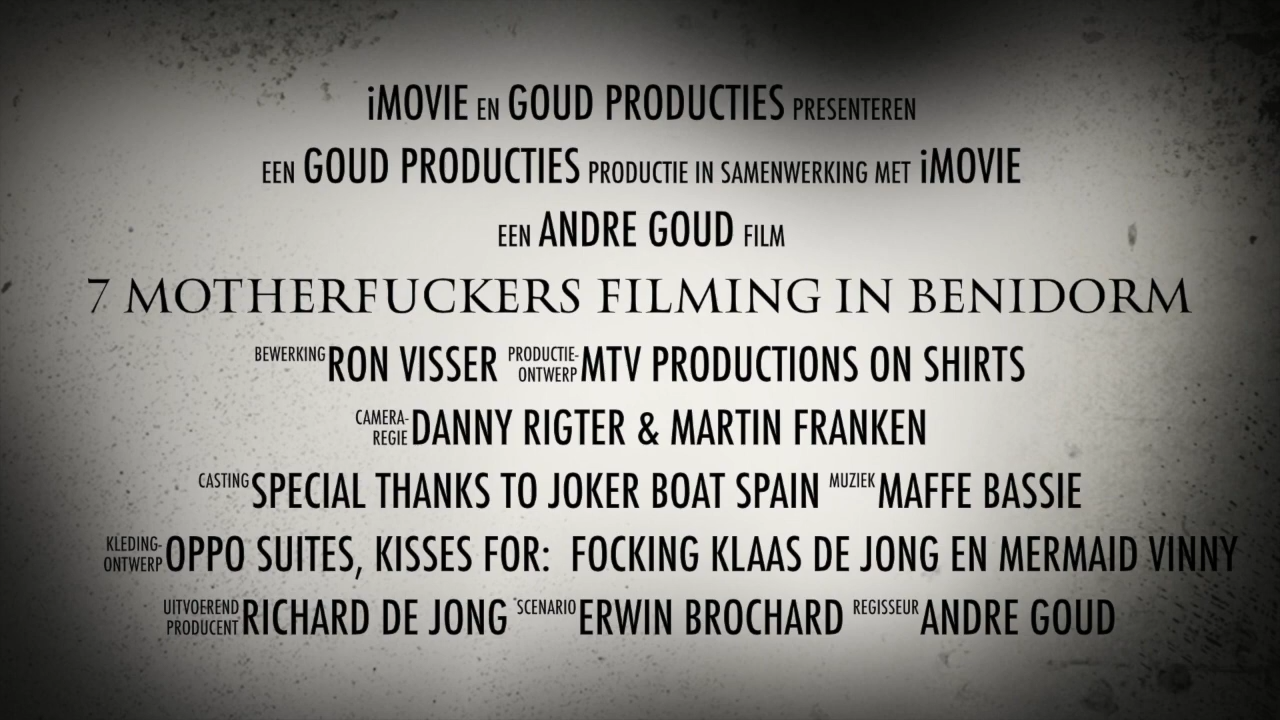 iMOVIE EN GOUD PRODUCTIES PRESENTEREN
EEN GOUD PRODUCTIES PRODUCTIE IN SAMENWERKING MET iMOVIE
EEN ANDRE GOUD FILM
7 MOTHERFUCKERS FILMING IN BENIDORM
BEWERKING RON VISSER PRODUCTIE-ONTWERP MTV PRODUCTIONS ON SHIRTS
CAMERA-REGIE DANNY RIGTER & MARTIN FRANKEN
CASTING SPECIAL THANKS TO JOKER BOAT SPAIN MUZIEK MAFFE BASSIE
KLEDING-ONTWERP OPPO SUITES, KISSES FOR: FOCKING KLAAS DE JONG EN MERMAID VINNY
UITVOEREND PRODUCENT RICHARD DE JONG SCENARIO ERWIN BROCHARD REGISSEUR ANDRE GOUD